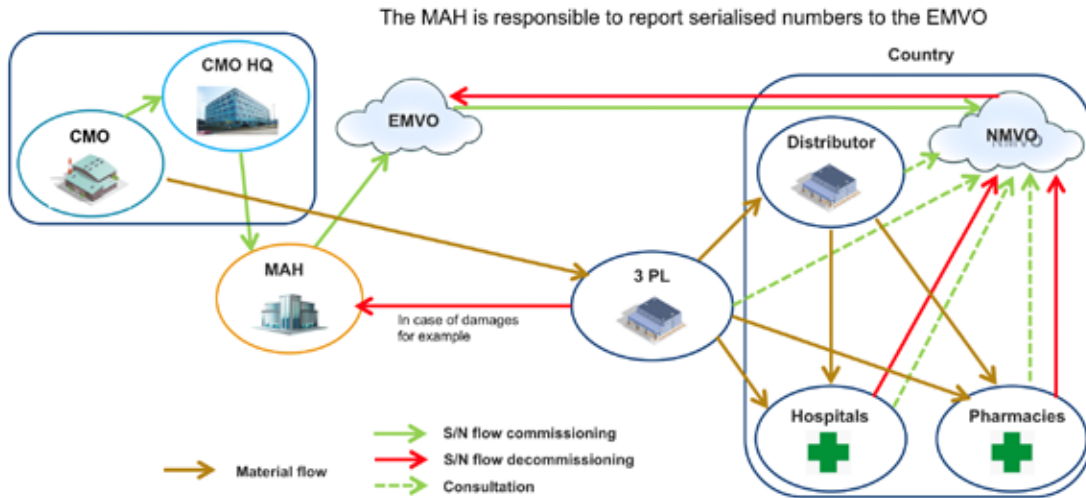 The MAH is responsible to report serialised numbers to the EMVO
Country
CMO HQ
CMO
EMVO
NMVO
Distributor
MAH
3 PL
In case of damages
for example
Hospitals
Pharmacies
S/N flow commissioning
Material flow
S/N flow decommissioning
Consultation